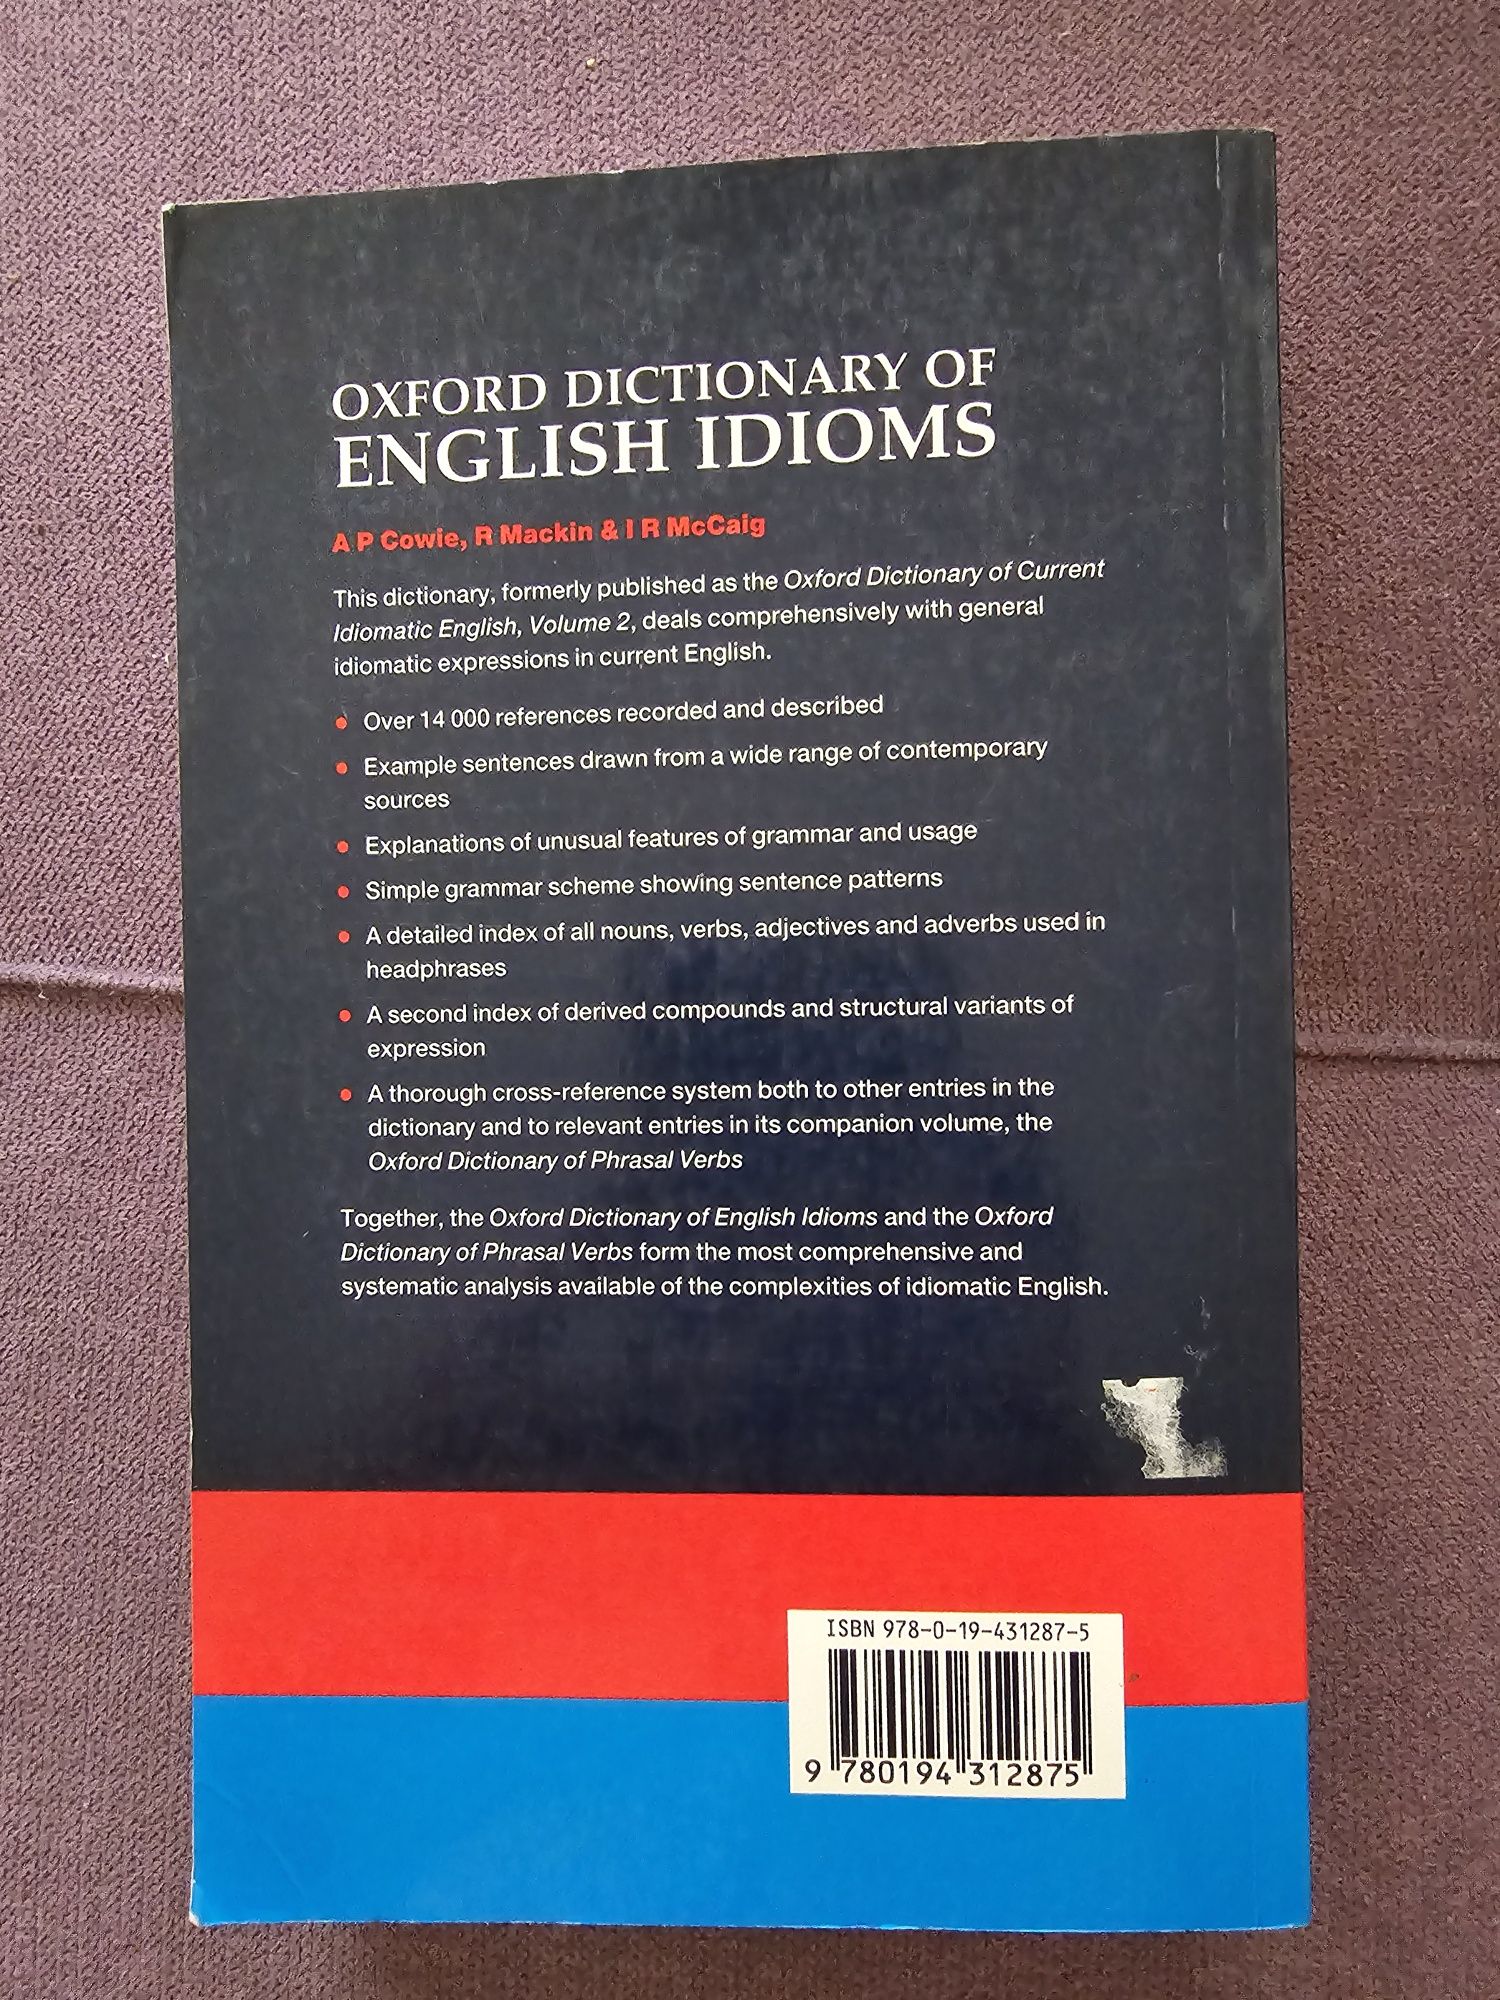 OXFORD DICTIONARY OF
ENGLISH IDIOMS
A P Cowie, R Mackin & I R McCaig
This dictionary, formerly published as the Oxford Dictionary of Current
Idiomatic English, Volume 2, deals comprehensively with general
idiomatic expressions in current English.
• Over 14 000 references recorded and described
• Example sentences drawn from a wide range of contemporary
sources
• Explanations of unusual features of grammar and usage
• Simple grammar scheme showing sentence patterns
• A detailed index of all nouns, verbs, adjectives and adverbs used in
headphrases
• A second index of derived compounds and structural variants of
expression
• A thorough cross-reference system both to other entries in the
dictionary and to relevant entries in its companion volume, the
Oxford Dictionary of Phrasal Verbs
Together, the Oxford Dictionary of English Idioms and the Oxford
Dictionary of Phrasal Verbs form the most comprehensive and
systematic analysis available of the complexities of idiomatic English.
ISBN 978-0-19-431287-5
9 780194 312875